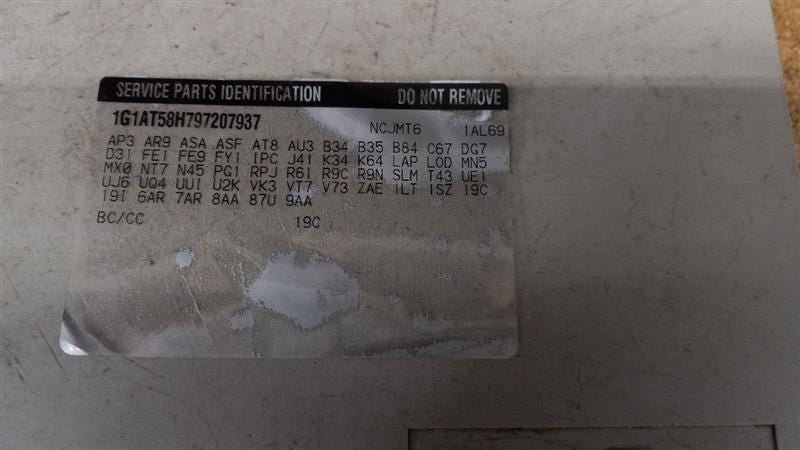 SERVICE PARTS IDENTIFICATION DO NOT REMOVE
1G1AT58H797207937 NCJMT6 1AL69
AP3 AR9 ASA ASF AT8 AU3 B34 B35 B84 C67 DG7
D31 FE1 FE9 FY1 IPC J41 K34 K64 LAP L0D MN5
MX0 NT7 N45 PG1 RPJ R6I R9C R9N SLM T43 UE1
UJ6 UQ4 UU1 U2K VK3 VT7 V73 ZAE 1LT 1SZ 19C
19I 6AR 7AR 8AA 87U 9AA
BC/CC 19C